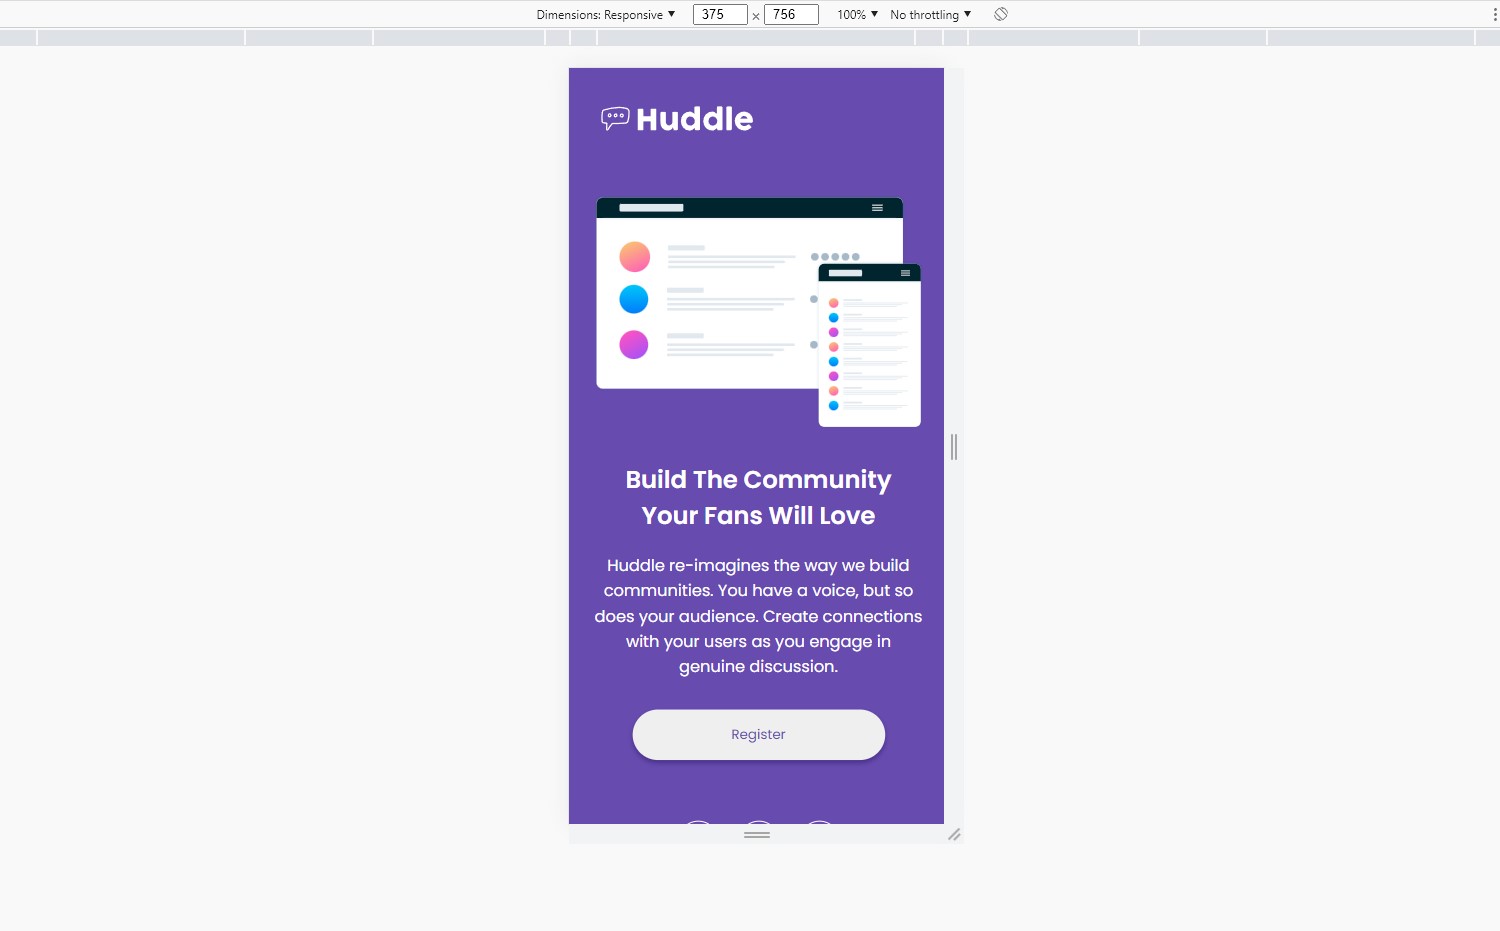 Dimensions: Responsive ▼ 375 × 756 100% ▼ No throttling ▼
Huddle
Build The Community
Your Fans Will Love
Huddle re-imagines the way we build
communities. You have a voice, but so
does your audience. Create connections
with your users as you engage in
genuine discussion.
Register